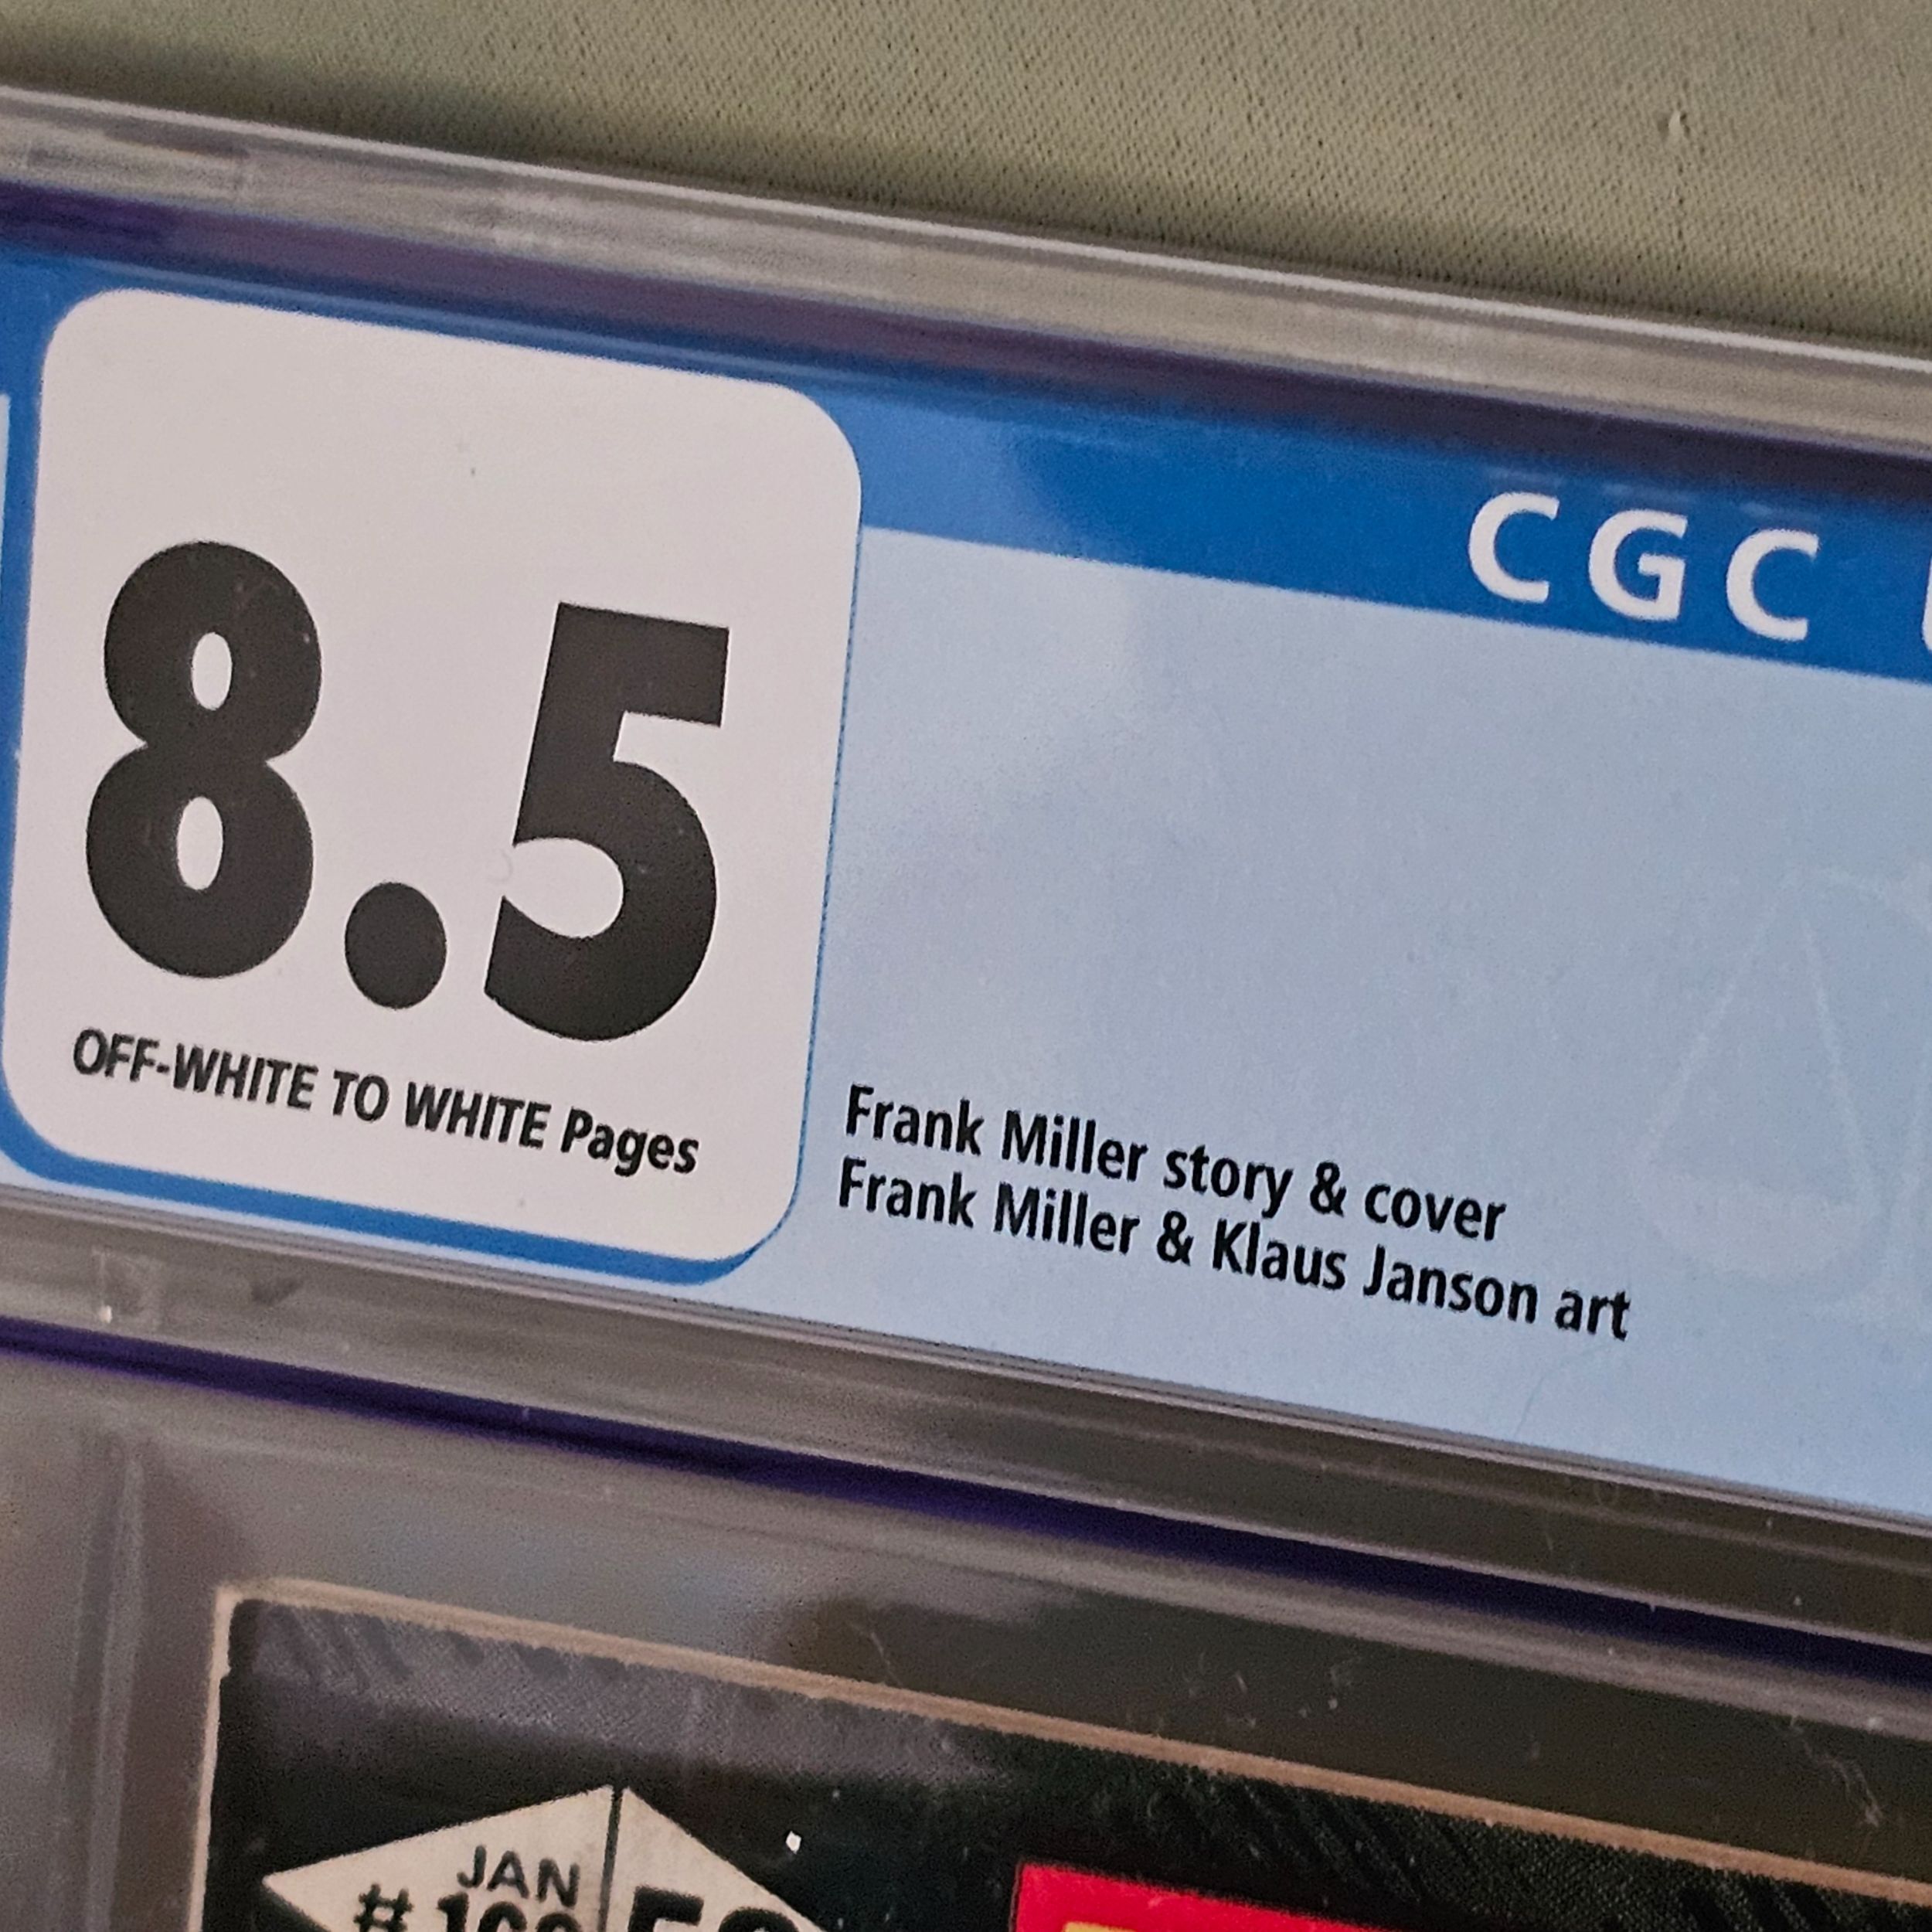 8.5
OFF-WHITE TO WHITE Pages
CGC
Frank Miller story & cover
Frank Miller & Klaus Janson art
JAN